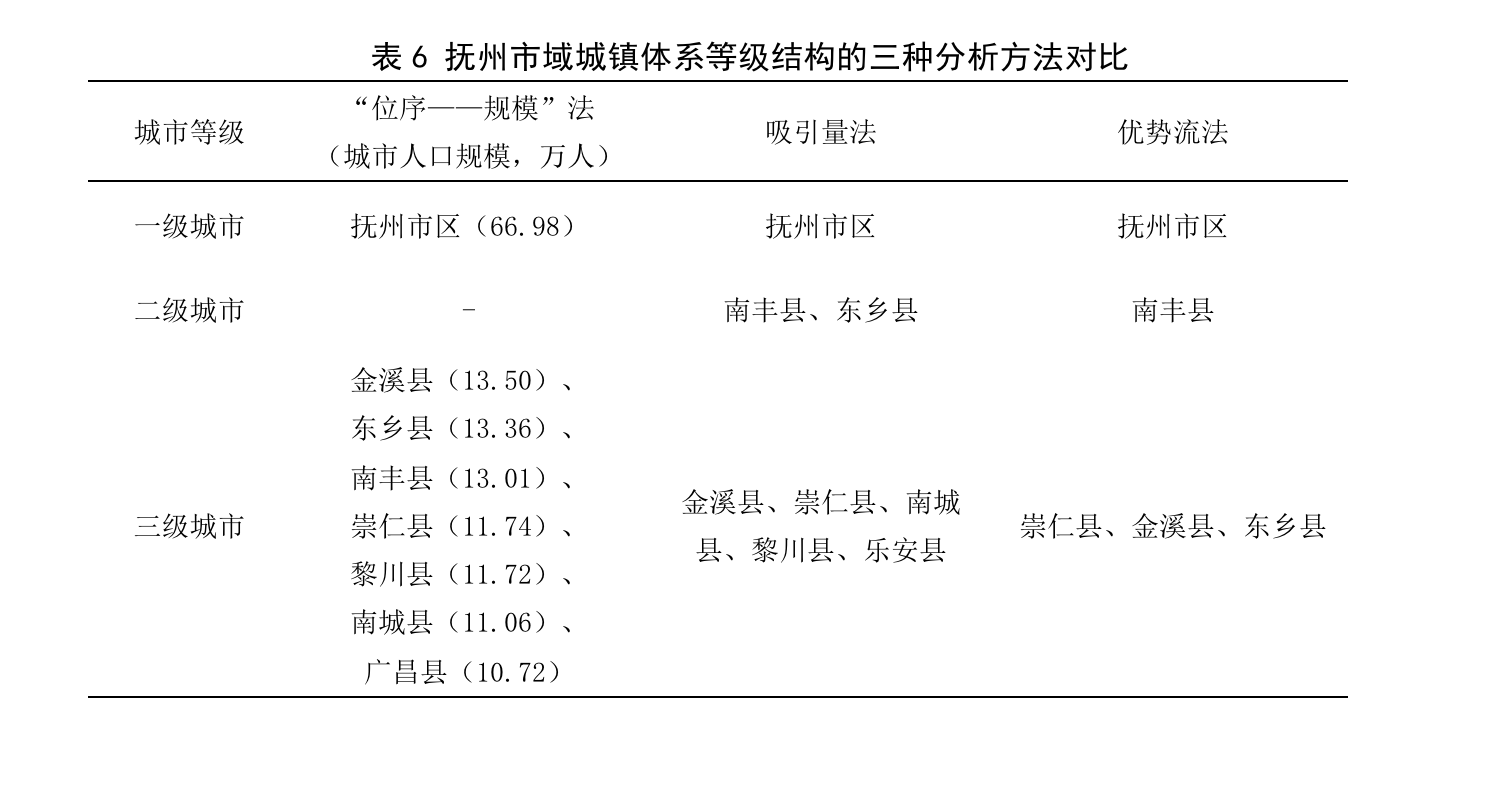 表 6 抚州市域城镇体系等级结构的三种分析方法对比
城市等级
“位序——规模”法
（城市人口规模，万人）
吸引量法
优势流法
一级城市
抚州市区（66.98）
抚州市区
抚州市区
二级城市
-
南丰县、东乡县
南丰县
三级城市
金溪县（13.50）、
东乡县（13.36）、
南丰县（13.01）、
崇仁县（11.74）、
黎川县（11.72）、
南城县（11.06）、
广昌县（10.72）
金溪县、崇仁县、南城
县、黎川县、乐安县
崇仁县、金溪县、东乡县